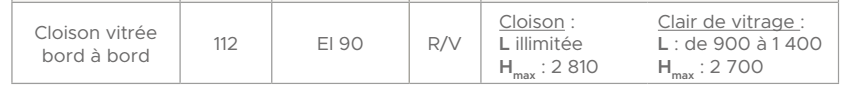 Cloison vitrée
bord à bord
112
EI 90
R/V
Cloison :
L illimitée
Hmax : 2 810
Clair de vitrage :
L : de 900 à 1 400
Hmax : 2 700